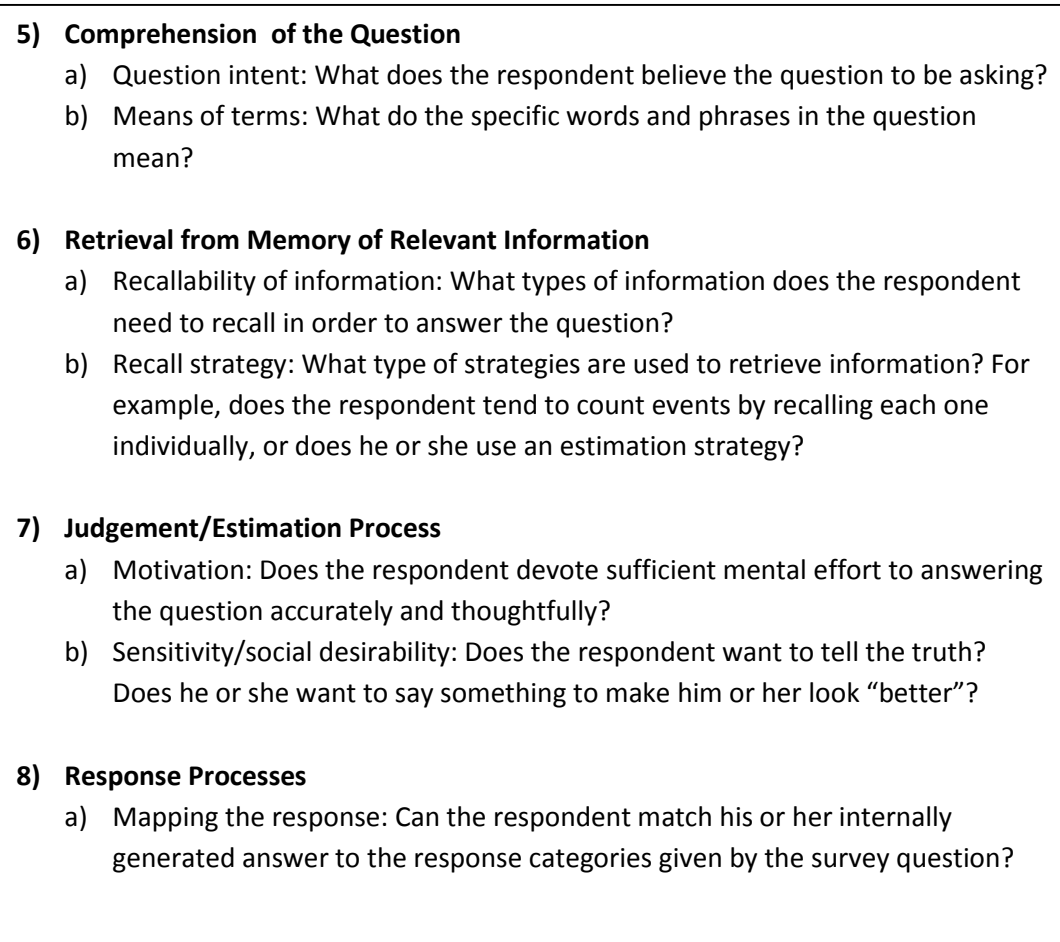 5) Comprehension of the Question
a) Question intent: What does the respondent believe the question to be asking?
b) Means of terms: What do the specific words and phrases in the question
mean?
6) Retrieval from Memory of Relevant Information
a) Recallability of information: What types of information does the respondent
need to recall in order to answer the question?
b) Recall strategy: What type of strategies are used to retrieve information? For
example, does the respondent tend to count events by recalling each one
individually, or does he or she use an estimation strategy?
7) Judgement/Estimation Process
a) Motivation: Does the respondent devote sufficient mental effort to answering
the question accurately and thoughtfully?
b) Sensitivity/social desirability: Does the respondent want to tell the truth?
Does he or she want to say something to make him or her look “better”?
8) Response Processes
a) Mapping the response: Can the respondent match his or her internally
generated answer to the response categories given by the survey question?